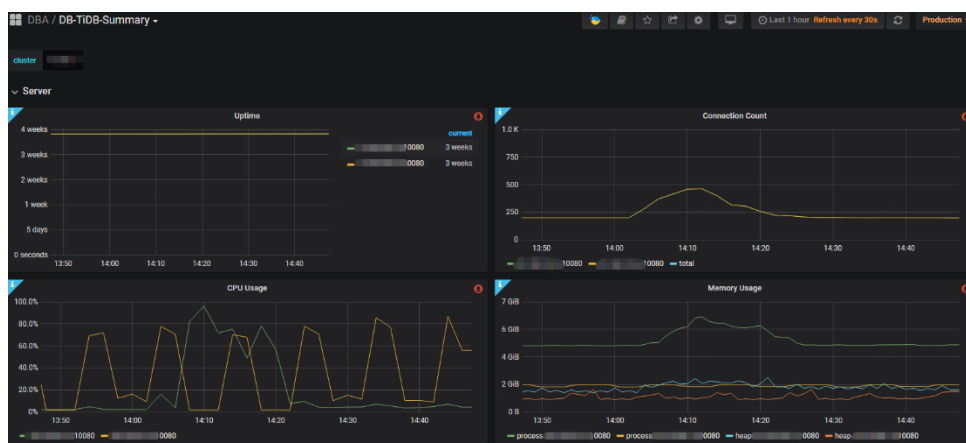 DBA / DB-TiDB-Summary
Last 1 hour Refresh every 30s
Production
cluster
Server
Uptime
4 weeks
3 weeks
2 weeks
1 week
5 days
0 seconds
13:50 14:00 14:10 14:20 14:30 14:40
current
10080 3 weeks
0080 3 weeks
Connection Count
1.0 K
750
500
250
0
13:50 14:00 14:10 14:20 14:30 14:40
10080 10080 total
CPU Usage
100.0%
80.0%
60.0%
40.0%
20.0%
0%
13:50 14:00 14:10 14:20 14:30 14:40
10080 0080
Memory Usage
7 GiB
6 GiB
4 GiB
2 GiB
0 B
13:50 14:00 14:10 14:20 14:30 14:40
process 0080 process 0080 heap 0080 heap 10080